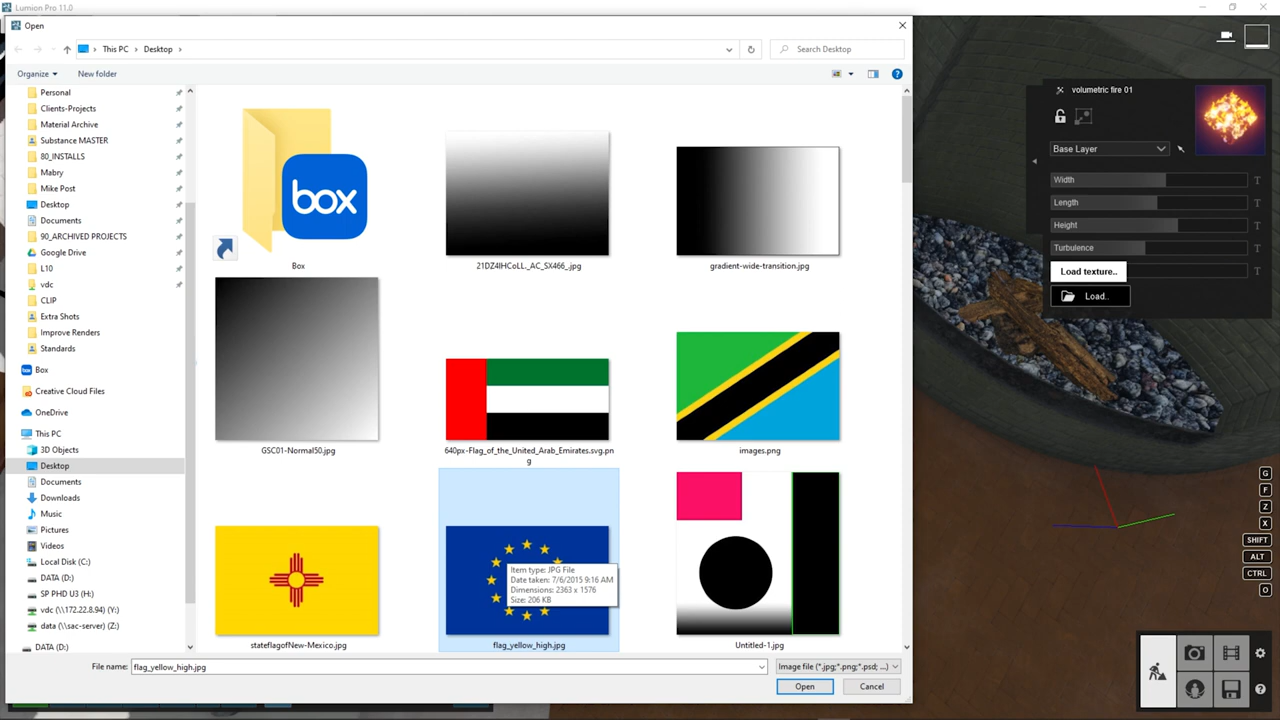 Lumion Pro 11.0
Open
This PC > Desktop >
Search Desktop
Organize
New folder
Personal
Clients-Projects
Material Archive
Substance MASTER
80_INSTALLS
Mabry
Mike Post
Desktop
Documents
90_ARCHIVED PROJECTS
Google Drive
L10
vdc
CLIP
Extra Shots
Improve Renders
Standards
Box
Creative Cloud Files
OneDrive
This PC
3D Objects
Desktop
Documents
Downloads
Music
Pictures
Videos
Local Disk (C:)
DATA (D:)
SP PHD U3 (H:)
vdc (\\172.22.8.94) (Y:)
data (\\sac-server) (Z:)
DATA (D:)
box
Box
21DZ4IHCoLL._AC_SX466_.jpg
gradient-wide-transition.jpg
GSC01-Normal50.jpg
640px-Flag_of_the_United_Arab_Emirates.svg.pn
g
images.png
stateflagofNew-Mexico.jpg
flag_yellow_high.jpg
Untitled-1.jpg
Item type: JPG File
Date taken: 7/6/2015 9:16 AM
Dimensions: 2363 x 1576
Size: 206 KB
File name:
flag_yellow_high.jpg
Image file (*.jpg;*.png;*.psd; ...)
Open
Cancel
volumetric fire 01
Base Layer
Width
T
Length
T
Height
T
Turbulence
T
Load texture..
T
Load..
G
F
Z
X
SHIFT
ALT
CTRL
O